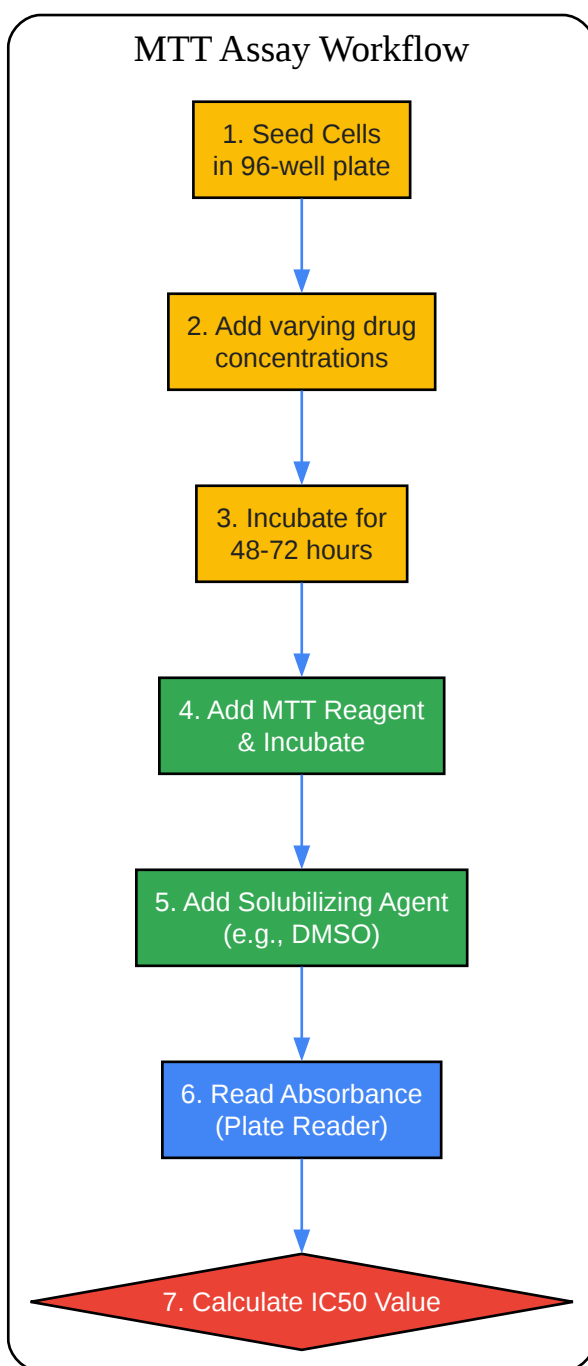 MTT Assay Workflow
1. Seed Cells
in 96-well plate
2. Add varying drug
concentrations
3. Incubate for
48-72 hours
4. Add MTT Reagent
& Incubate
5. Add Solubilizing Agent
(e.g., DMSO)
6. Read Absorbance
(Plate Reader)
7. Calculate IC50 Value